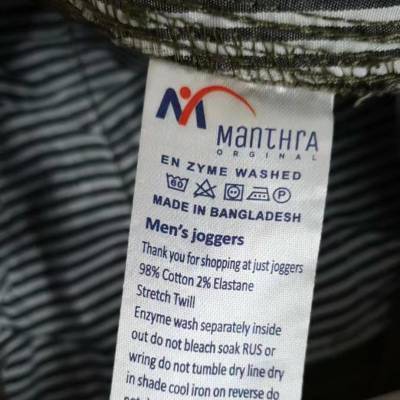 Manthra
ORGINAL
EN ZYME WASHED
60 P
MADE IN BANGLADESH
Men's joggers
Thank you for shopping at just joggers
98% Cotton 2% Elastane
Stretch Twill
Enzyme wash separately inside
out do not bleach soak RUS or
wring do not tumble dry line dry
in shade cool iron on reverse do